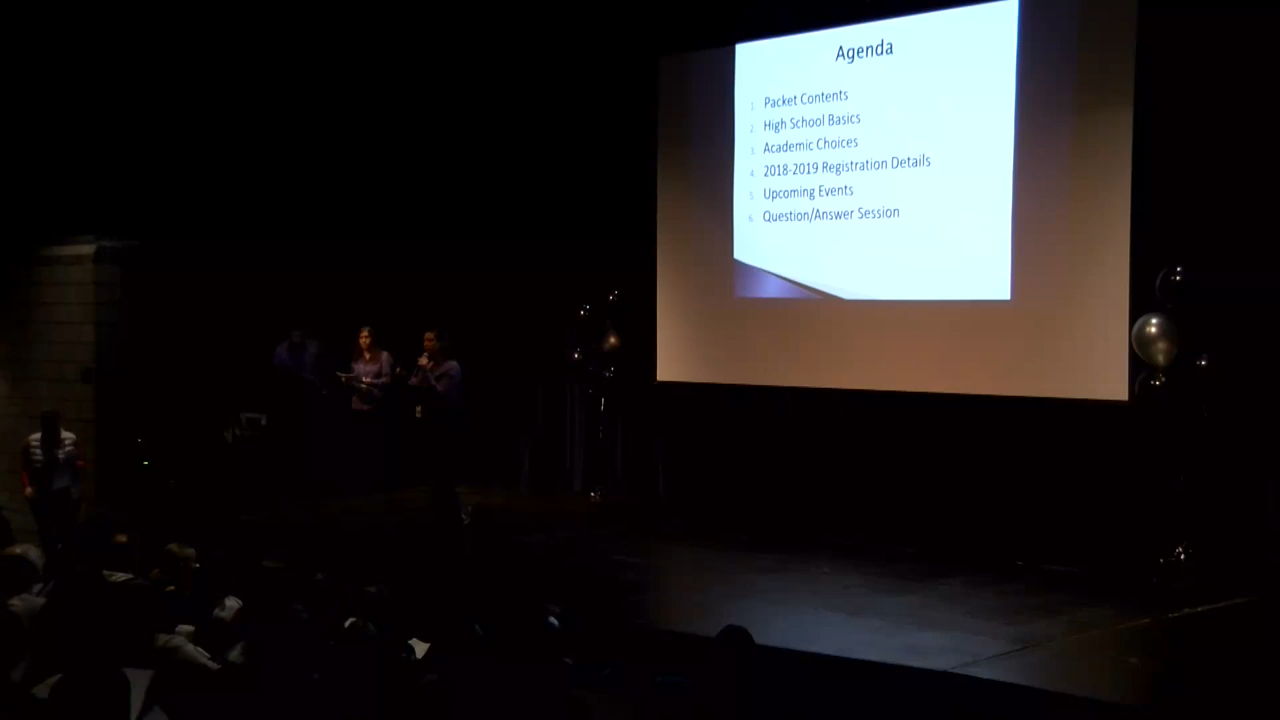 Agenda
1. Packet Contents
2. High School Basics
3. Academic Choices
4. 2018-2019 Registration Details
5. Upcoming Events
6. Question/Answer Session